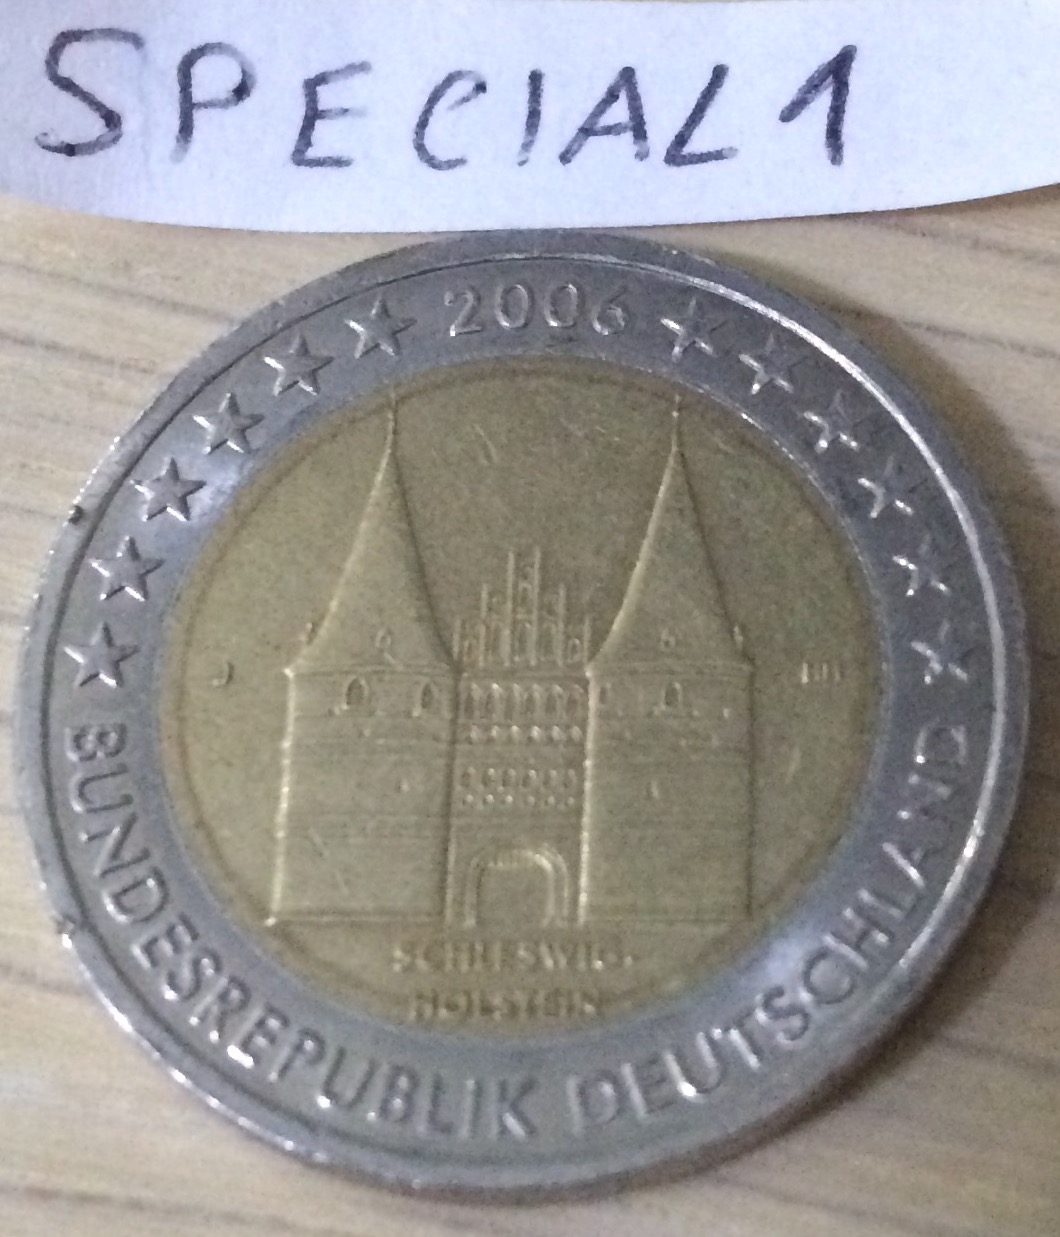 SPECIAL1
2006
J
SCHLESWIG-
HOLSTEIN
BUNDESREPUBLIK DEUTSCHLAND